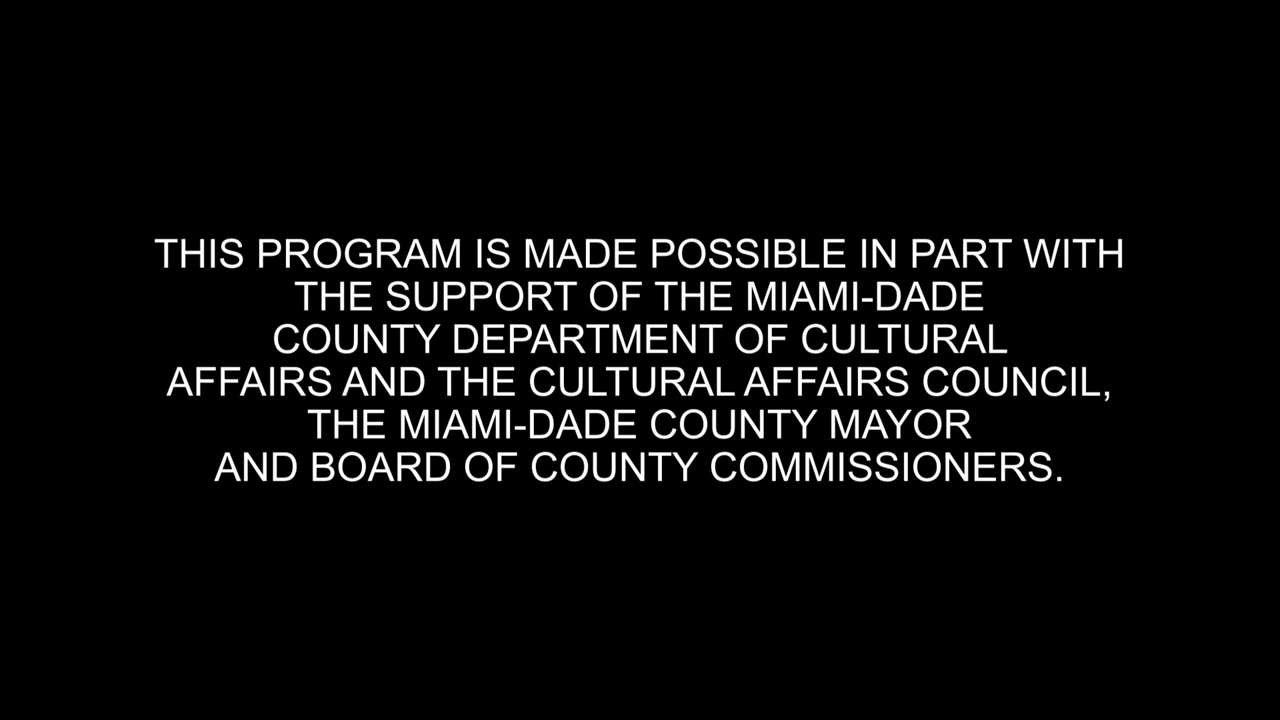 THIS PROGRAM IS MADE POSSIBLE IN PART WITH
THE SUPPORT OF THE MIAMI-DADE
COUNTY DEPARTMENT OF CULTURAL
AFFAIRS AND THE CULTURAL AFFAIRS COUNCIL,
THE MIAMI-DADE COUNTY MAYOR
AND BOARD OF COUNTY COMMISSIONERS.